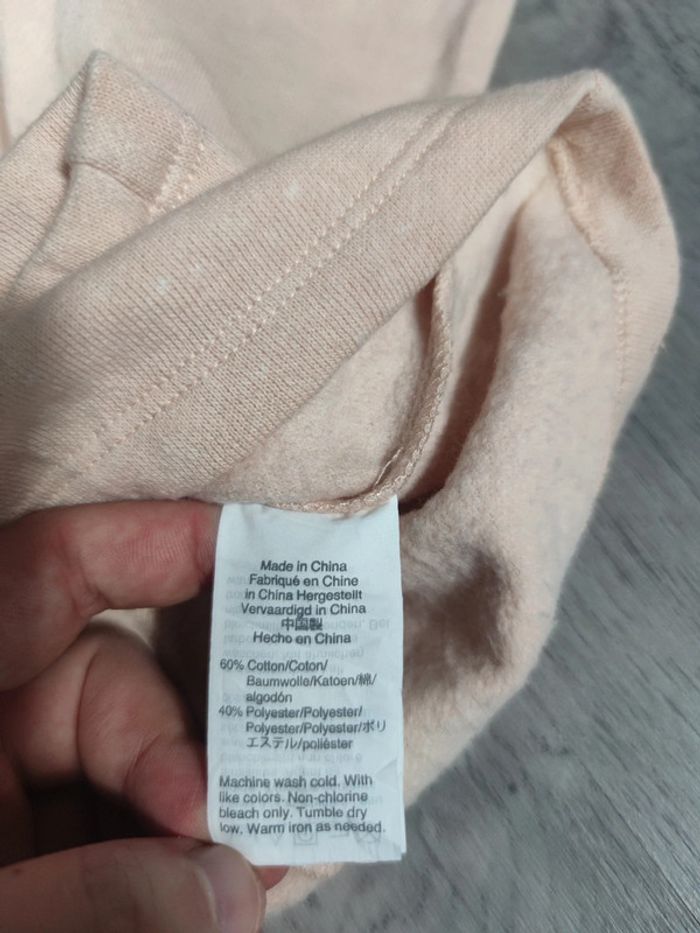 Made in China
Fabriqué en Chine
in China Hergestellt
Vervaardigd in China
中国製
Hecho en China
60% Cotton/Coton/
Baumwolle/Katoen/綿/
algodón
40% Polyester/Polyester/
Polyester/Polyester/ポリ
エステル/poliéster
Machine wash cold. With
like colors. Non-chlorine
bleach only. Tumble dry
low. Warm iron as needed.